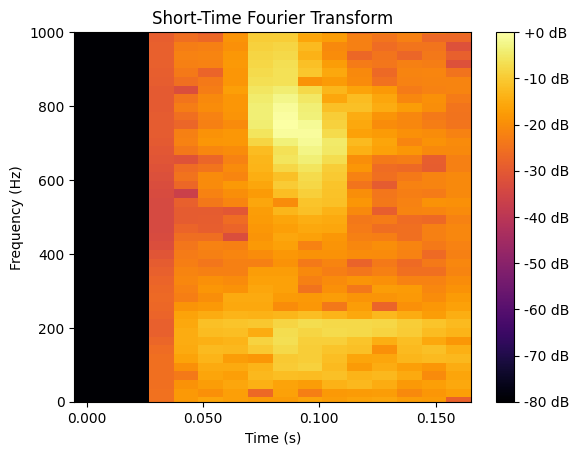 Short-Time Fourier Transform
Frequency (Hz)
1000
800
600
400
200
0
0.000
0.050
0.100
0.150
Time (s)
+0 dB
-10 dB
-20 dB
-30 dB
-40 dB
-50 dB
-60 dB
-70 dB
-80 dB